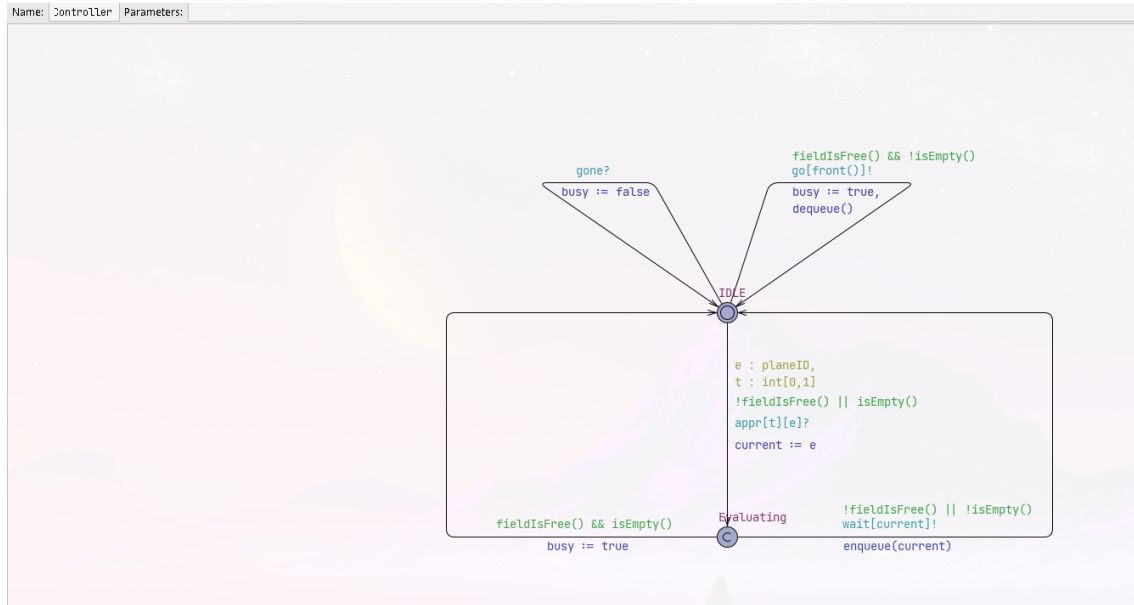 Name: Controller Parameters:
fieldIsFree() && !isEmpty()
gone?
go[front()]!
busy := false
busy := true,
dequeue()
IDLE
e : planeID,
t : int[0,1]
!fieldIsFree() || isEmpty()
appr[t][e]?
current := e
Evaluating
!fieldIsFree() || !isEmpty()
fieldIsFree() && isEmpty()
wait[current]!
C
busy := true
enqueue(current)